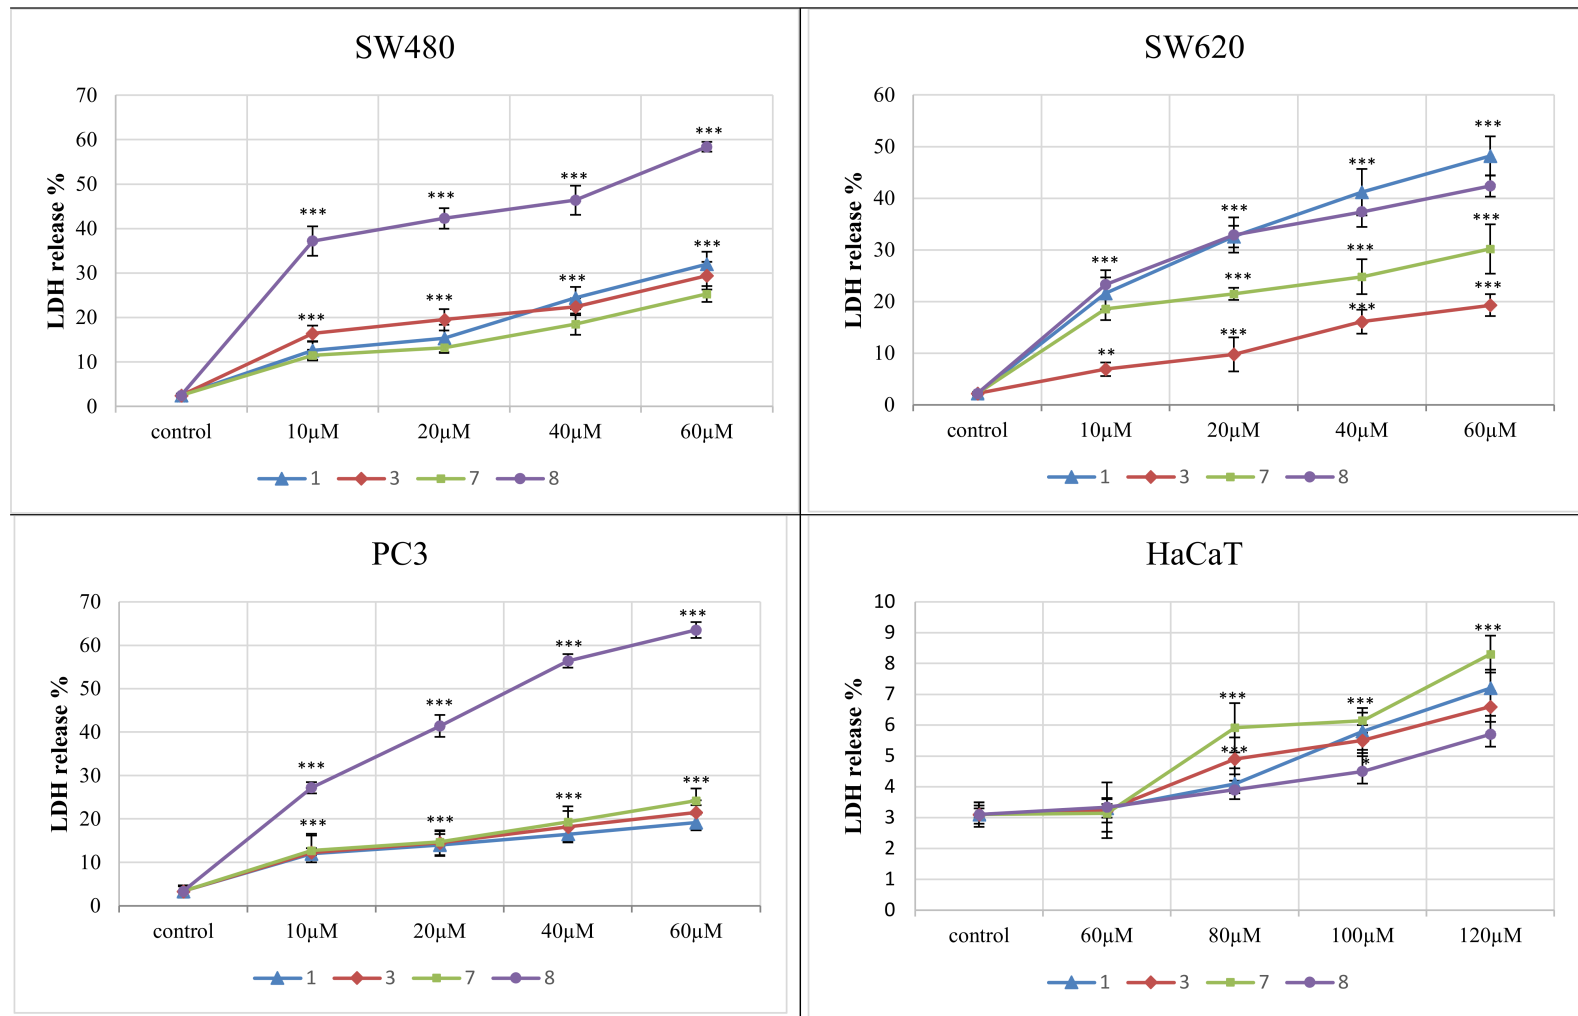 SW480
LDH release %
70
60
50
40
30
20
10
0
*** *** *** ***
*** *** *** ***
control 10µM 20µM 40µM 60µM
1 3 7 8
SW620
LDH release %
60
50
40
30
20
10
0
*** *** *** ***
*** *** ***
** *** *** ***
control 10µM 20µM 40µM 60µM
1 3 7 8
PC3
LDH release %
70
60
50
40
30
20
10
0
*** *** *** ***
*** *** *** ***
control 10µM 20µM 40µM 60µM
1 3 7 8
HaCaT
LDH release %
10
9
8
7
6
5
4
3
2
1
0
*** *** ***
*** *
control 60µM 80µM 100µM 120µM
1 3 7 8